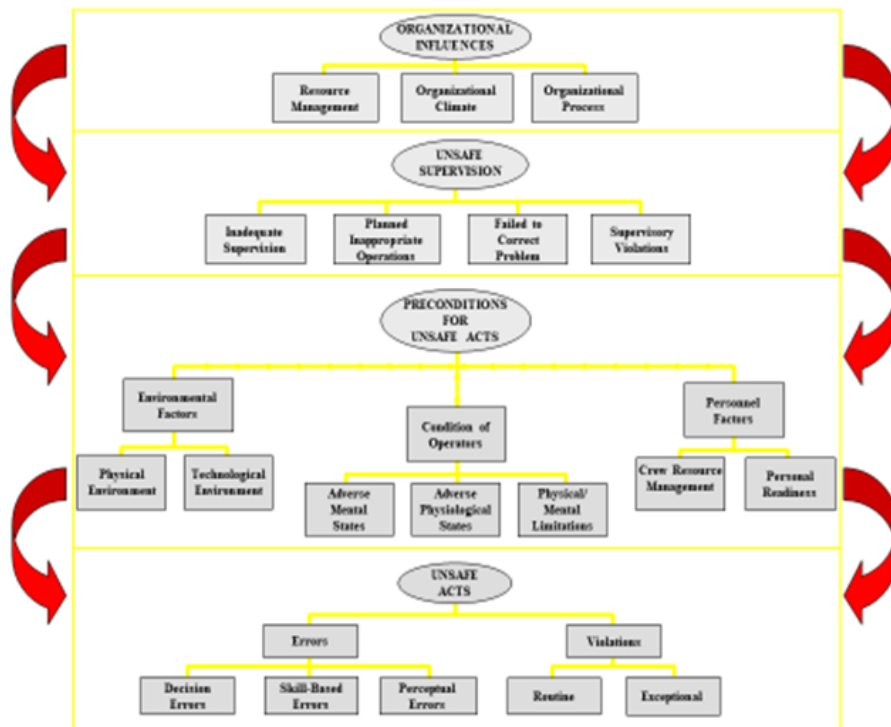 ORGANIZATIONAL
INFLUENCES
Resource
Management
Organizational
Climate
Organizational
Process
UNSAFE
SUPERVISION
Inadequate
Supervision
Planned
Inappropriate
Operations
Failed to
Correct
Problem
Supervisory
Violations
PRECONDITIONS
FOR
UNSAFE ACTS
Environmental
Factors
Condition of
Operators
Personnel
Factors
Physical
Environment
Technological
Environment
Adverse
Mental
States
Adverse
Physiological
States
Physical/
Mental
Limitations
Crew Resource
Management
Personal
Readiness
UNSAFE
ACTS
Errors
Violations
Decision
Errors
Skill-Based
Errors
Perceptual
Errors
Routine
Exceptional